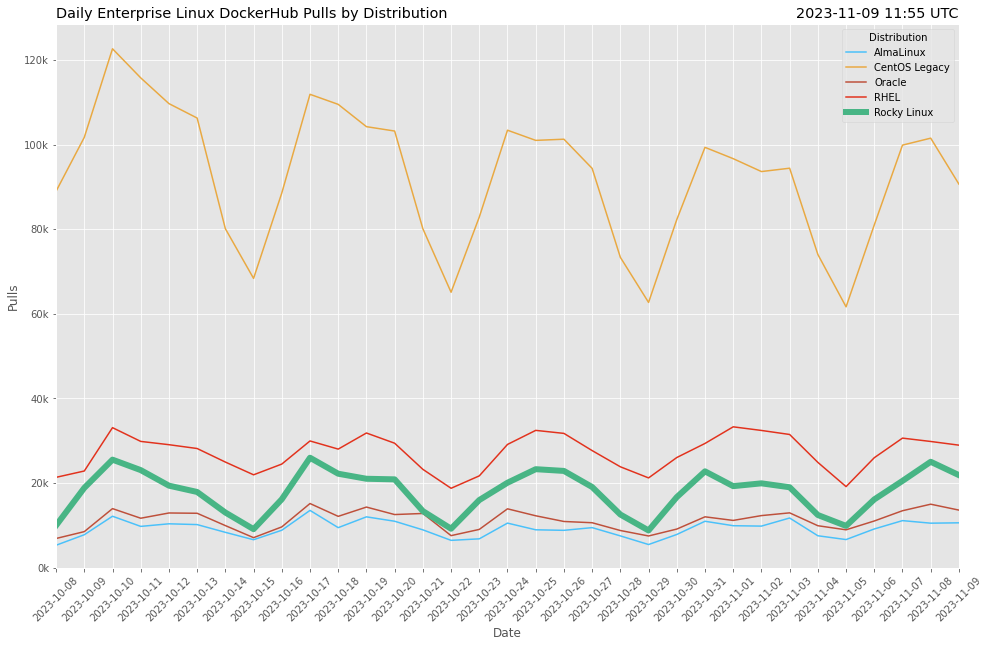 Daily Enterprise Linux DockerHub Pulls by Distribution
2023-11-09 11:55 UTC
Distribution
AlmaLinux
CentOS Legacy
Oracle
RHEL
Rocky Linux
120k
100k
80k
60k
40k
20k
0k
Pulls
2023-10-08
2023-10-09
2023-10-10
2023-10-11
2023-10-12
2023-10-13
2023-10-14
2023-10-15
2023-10-16
2023-10-17
2023-10-18
2023-10-19
2023-10-20
2023-10-21
2023-10-22
2023-10-23
2023-10-24
2023-10-25
2023-10-26
2023-10-27
2023-10-28
2023-10-29
2023-10-30
2023-10-31
2023-11-01
2023-11-02
2023-11-03
2023-11-04
2023-11-05
2023-11-06
2023-11-07
2023-11-08
2023-11-09
Date